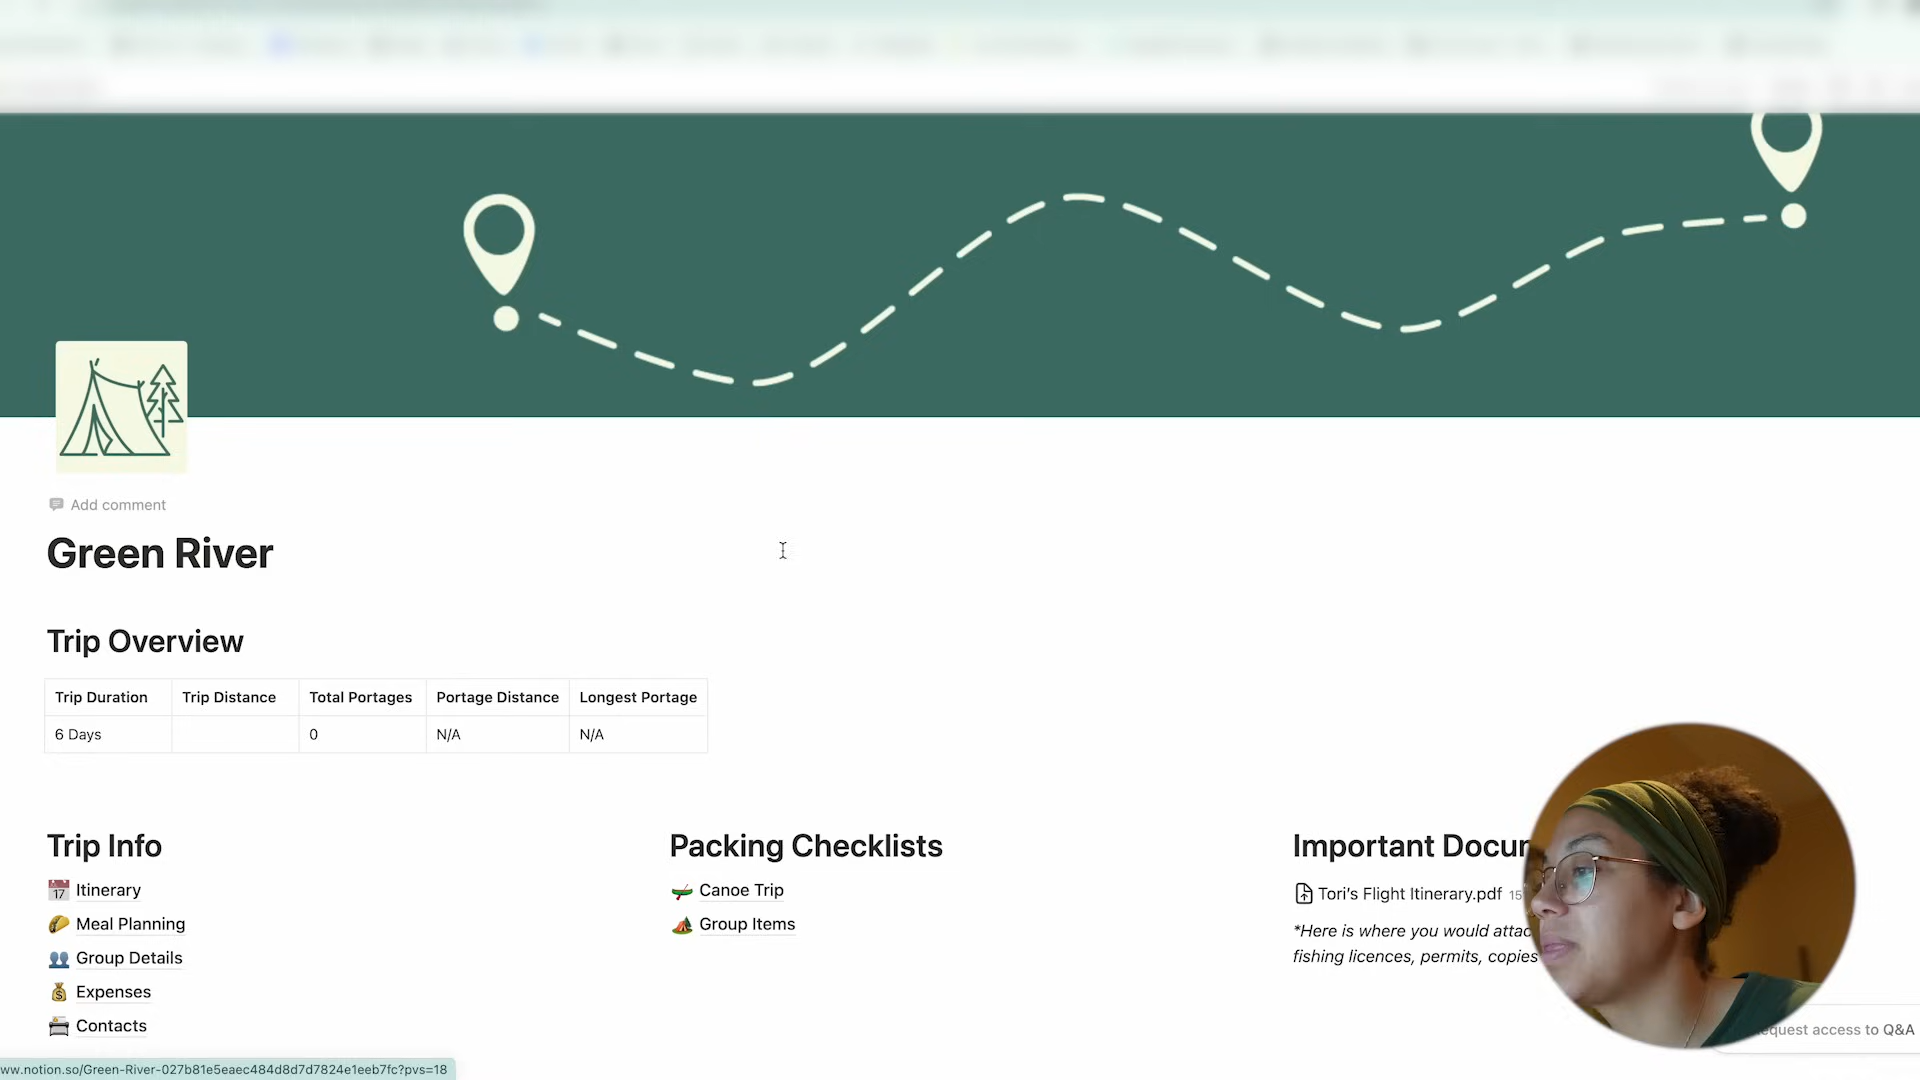 Add comment
Green River
Trip Overview
Trip Duration Trip Distance Total Portages Portage Distance Longest Portage
6 Days 0 N/A N/A
Trip Info
17 Itinerary
Meal Planning
Group Details
Expenses
Contacts
Packing Checklists
Canoe Trip
Group Items
Important
Tori's Flight Itinerary.pdf
*Here is where you would
fishing licences, permits, copies
access to Q&A
ww.notion.so/Green-River-027b81e5eaec484d8d7d7824e1eeb7fc?pvs=18